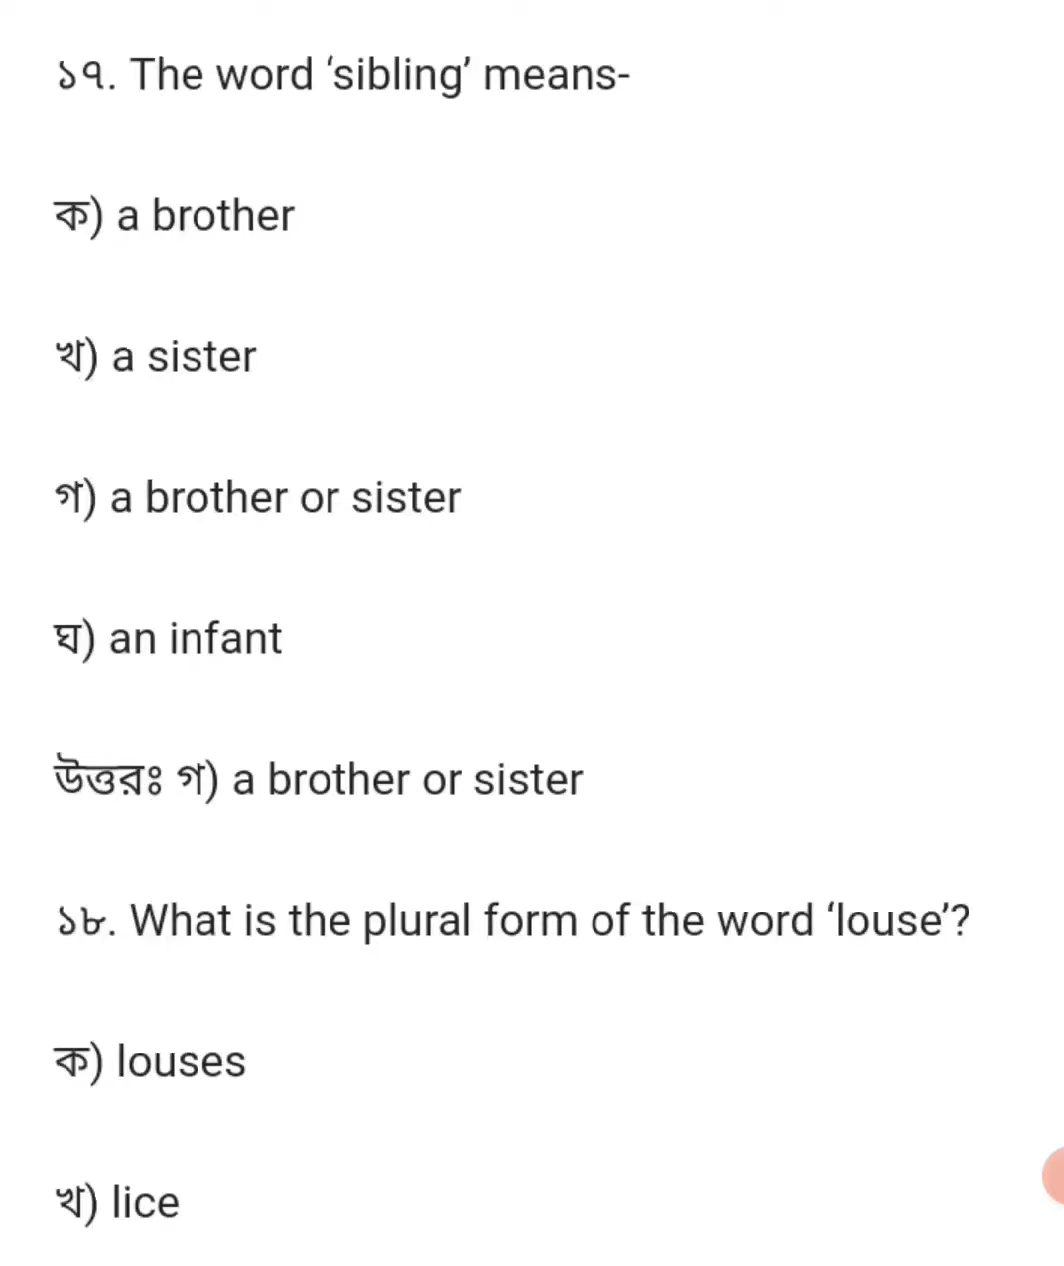 ১৭. The word ‘sibling’ means-
ক) a brother
খ) a sister
গ) a brother or sister
ঘ) an infant
উত্তরঃ গ) a brother or sister
১৮. What is the plural form of the word ‘louse’?
ক) louses
খ) lice